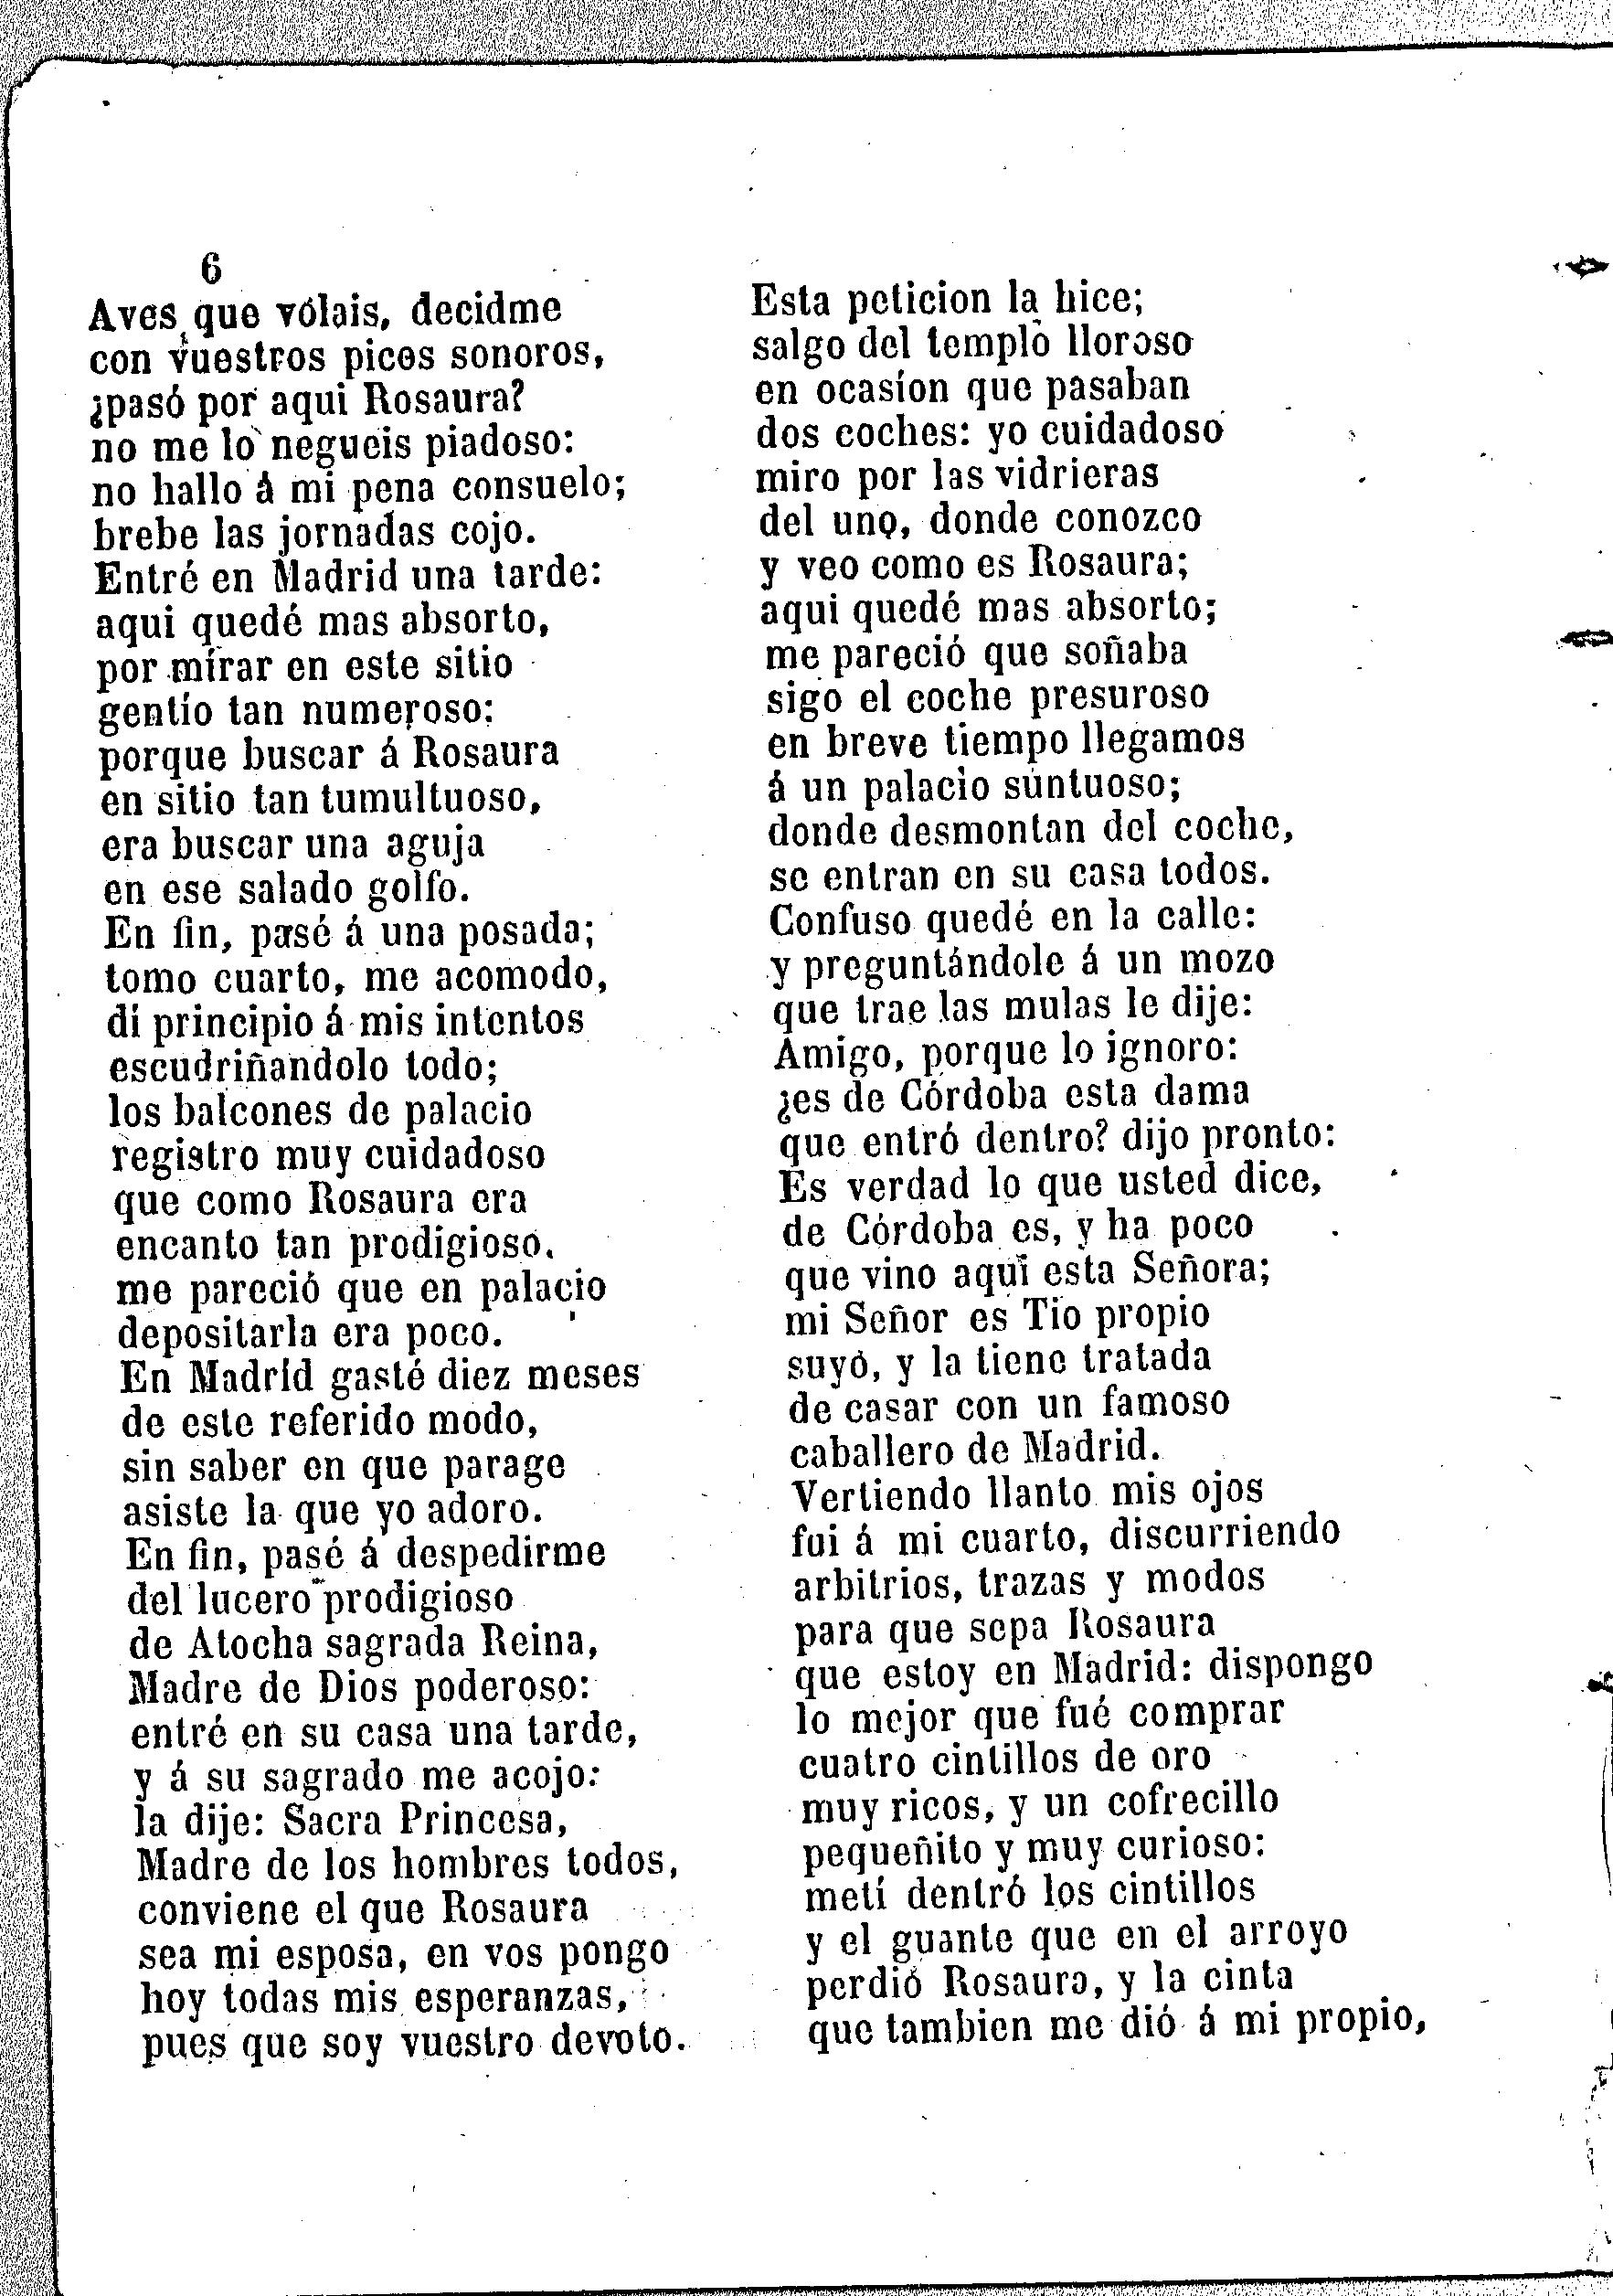 6
Aves que volais, decidme
con vuestros picos sonoros,
¿pasó por aqui Rosaura?
no me lo negueis piadoso:
no hallo á mi pena consuelo;
brebe las jornadas cojo.
Entré en Madrid una tarde:
aqui quedé mas absorto,
por mirar en este sitio
gentío tan numeroso:
porque buscar á Rosaura
en sitio tan tumultuoso,
era buscar una aguja
en ese salado golfo.
En fin, pasé á una posada;
tomo cuarto, me acomodo,
di principio á mis intentos
escudriñandolo todo;
los balcones de palacio
registro muy cuidadoso
que como Rosaura era
encanto tan prodigioso.
me pareció que en palacio
depositarla era poco.
En Madrid gasté diez meses
de este referido modo,
sin saber en que parage
asiste la que yo adoro.
En fin, pasé á despedirme
del lucero prodigioso
de Atocha sagrada Reina,
Madre de Dios poderoso:
entré en su casa una tarde,
y á su sagrado me acojo:
la dije: Sacra Princesa,
Madre de los hombres todos,
conviene el que Rosaura
sea mi esposa, en vos pongo
hoy todas mis esperanzas,
pues que soy vuestro devoto.
Esta peticion la hice;
salgo del templo lloroso
en ocasíon que pasaban
dos coches: yo cuidadoso
miro por las vidrieras
del uno, donde conozco
y veo como es Rosaura;
aqui quedé mas absorto;
me pareció que soñaba
sigo el coche presuroso
en breve tiempo llegamos
á un palacio suntuoso;
donde desmontan del coche,
se entran en su casa todos.
Confuso quedé en la calle:
y preguntándole á un mozo
que trae las mulas le dije:
Amigo, porque lo ignoro:
¿es de Córdoba esta dama
que entró dentro? dijo pronto:
Es verdad lo que usted dice,
de Córdoba es, y ha poco
que vino aqui esta Señora;
mi Señor es Tio propio
suyo, y la tiene tratada
de casar con un famoso
caballero de Madrid.
Vertiendo llanto mis ojos
fui á mi cuarto, discurriendo
arbitrios, trazas y modos
para que sepa Rosaura
que estoy en Madrid: dispongo
lo mejor que fué comprar
cuatro cintillos de oro
muy ricos, y un cofrecillo
pequeñito y muy curioso:
metí dentró los cintillos
y el guante que en el arroyo
perdió Rosaura, y la cinta
que tambien me dió á mi propio,